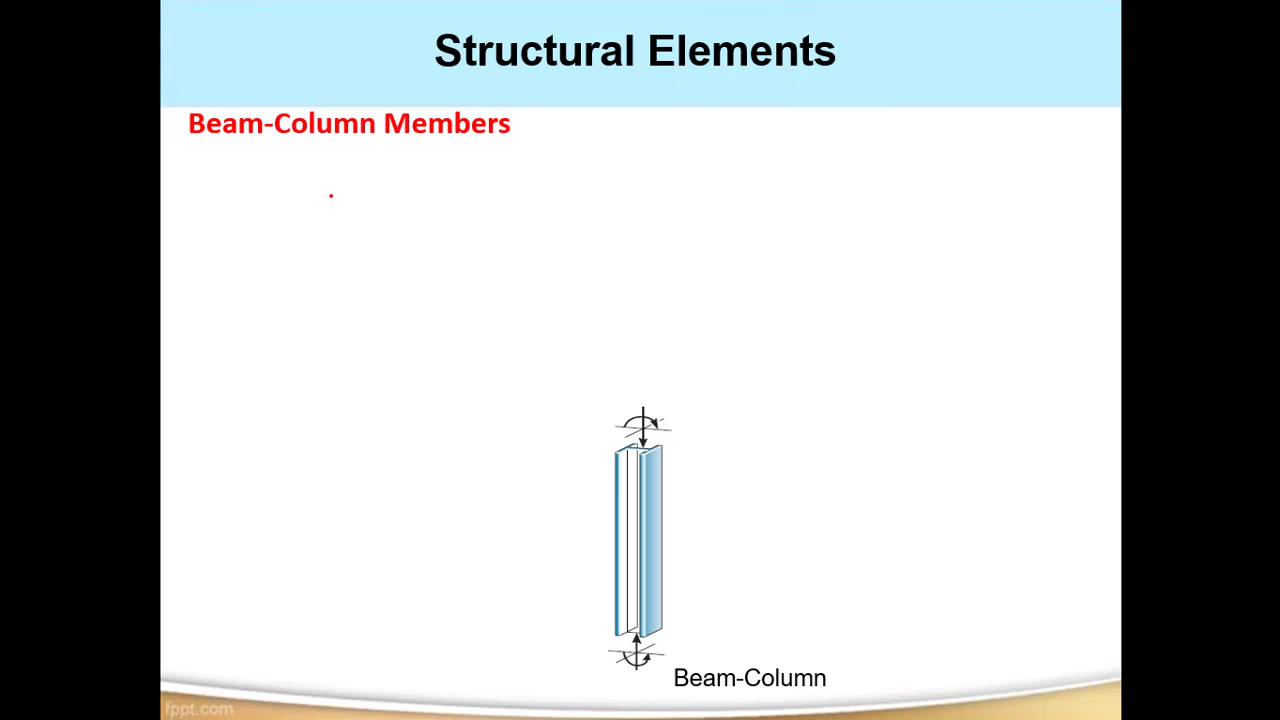 Structural Elements
Beam-Column Members
Beam-Column
fppt.com